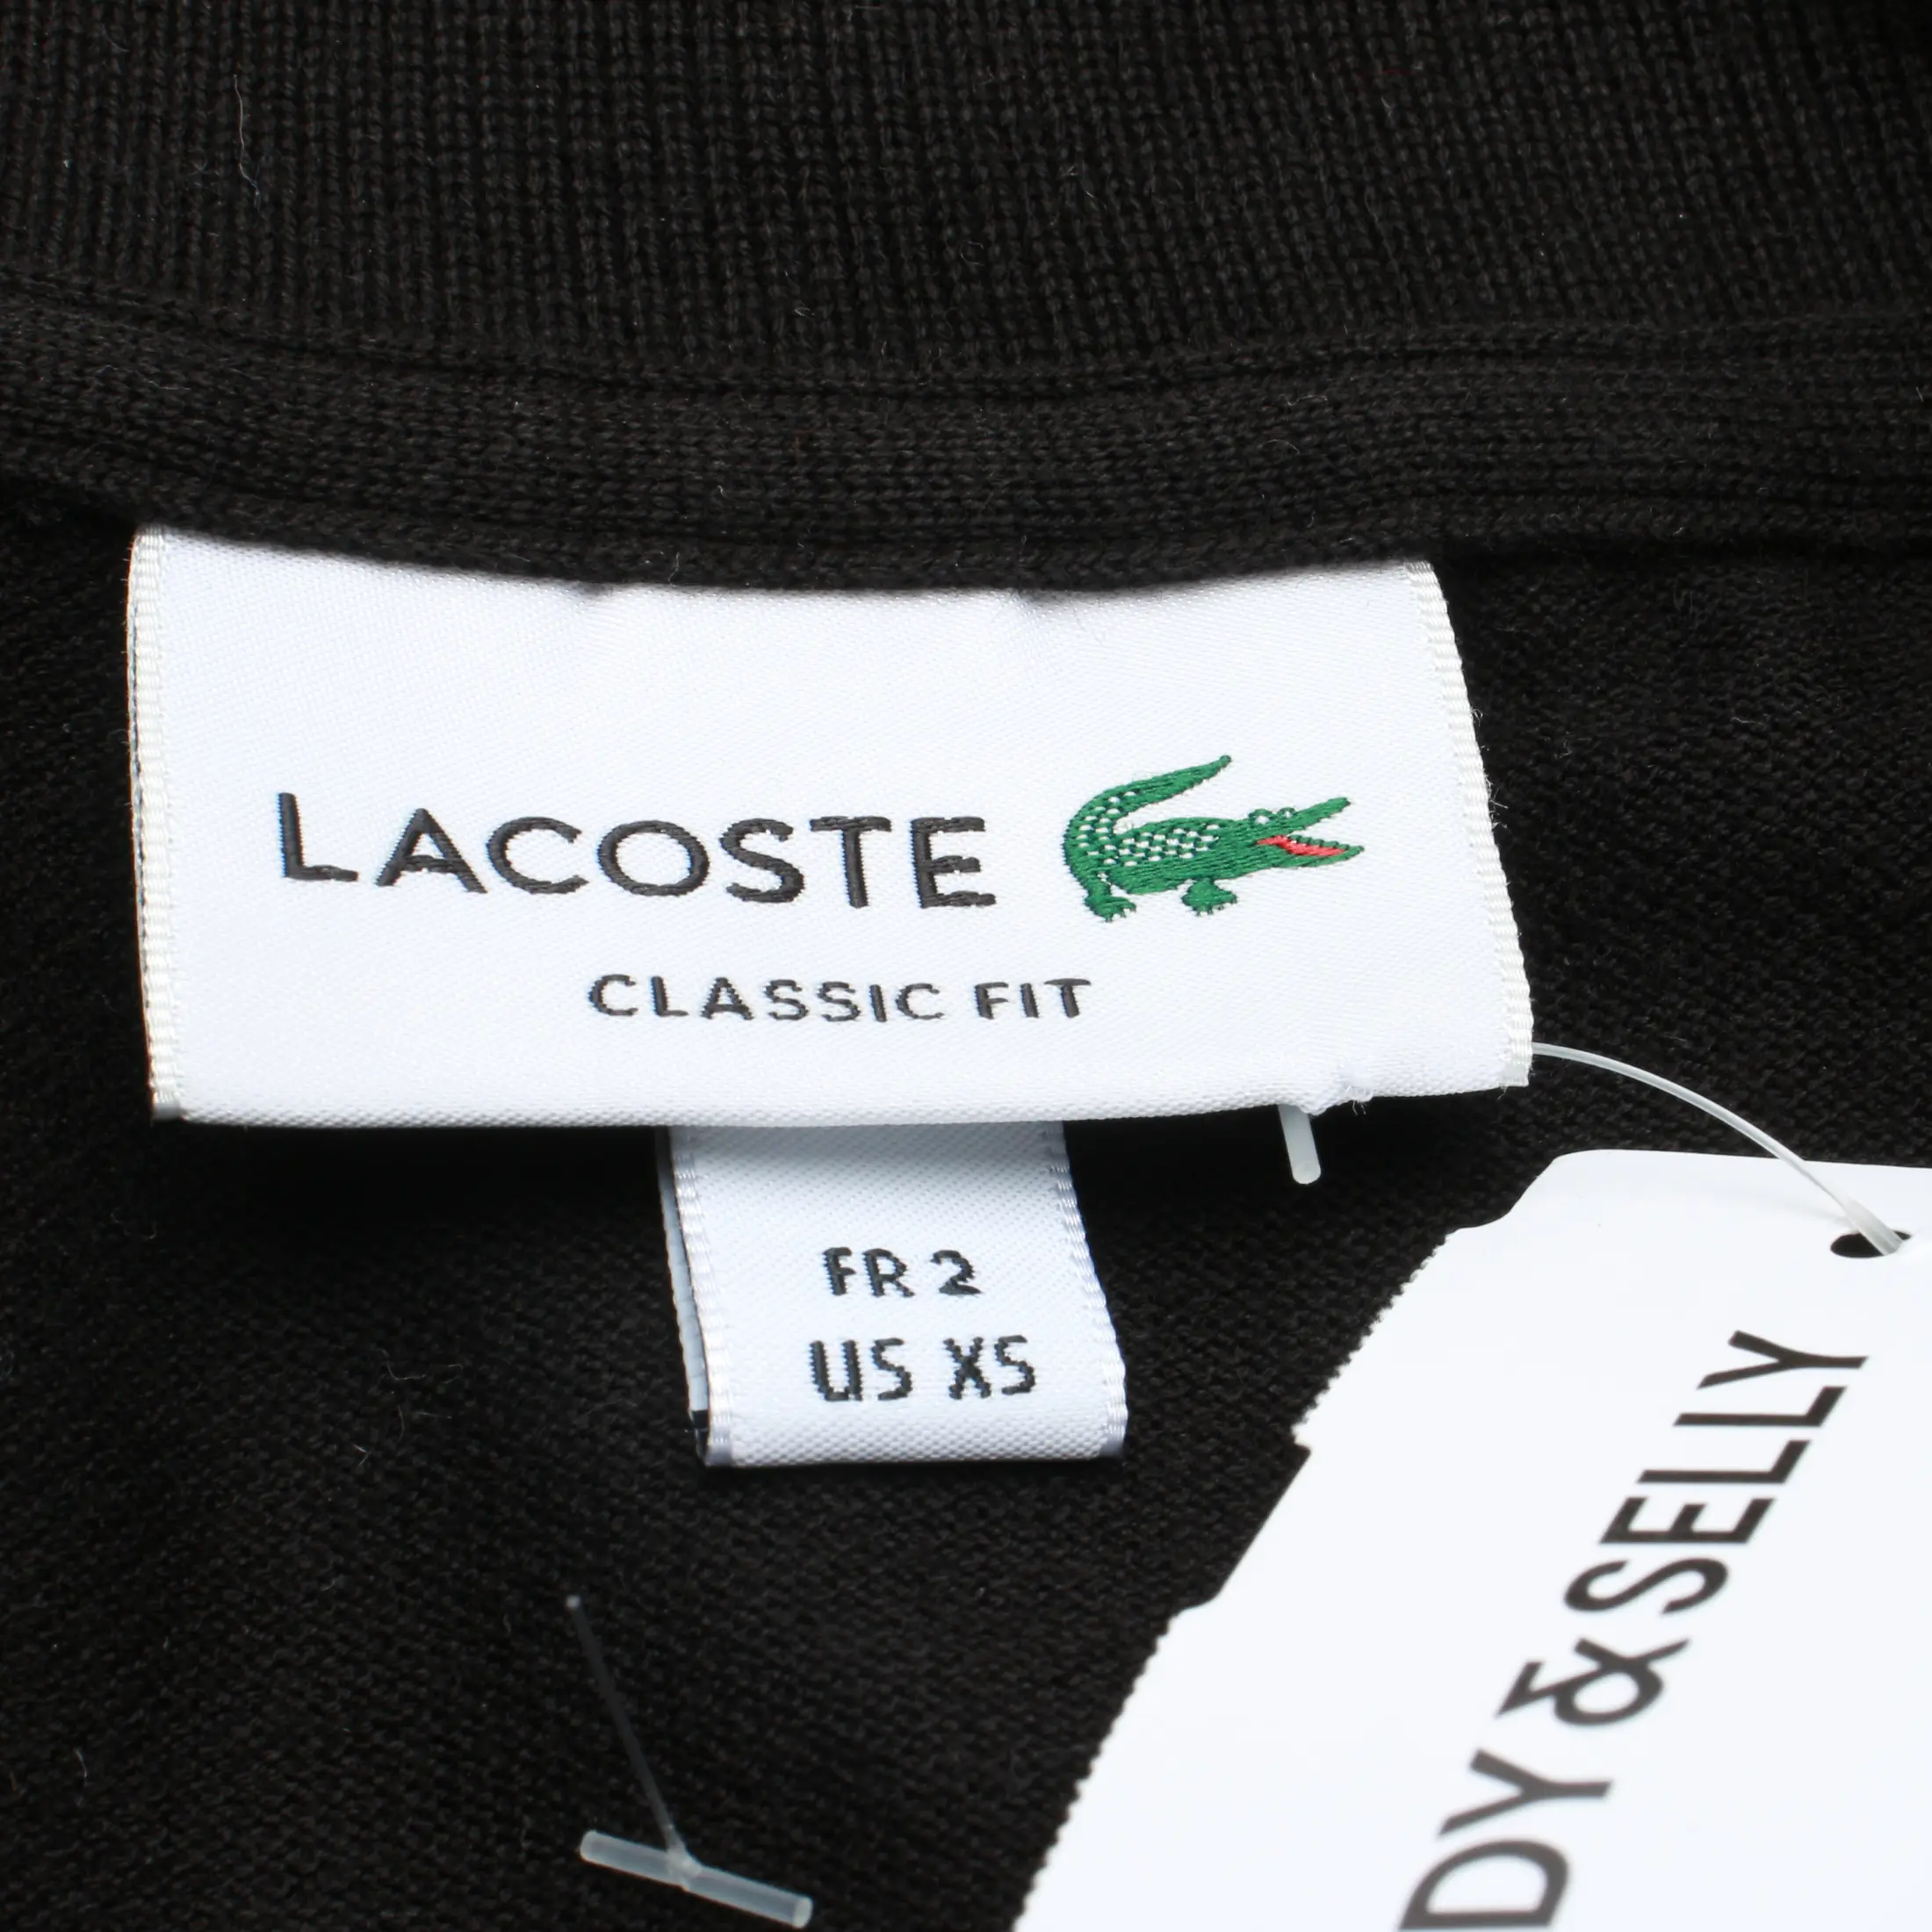 LACOSTE
CLASSIC FIT
FR 2
US XS
DY & SELLY